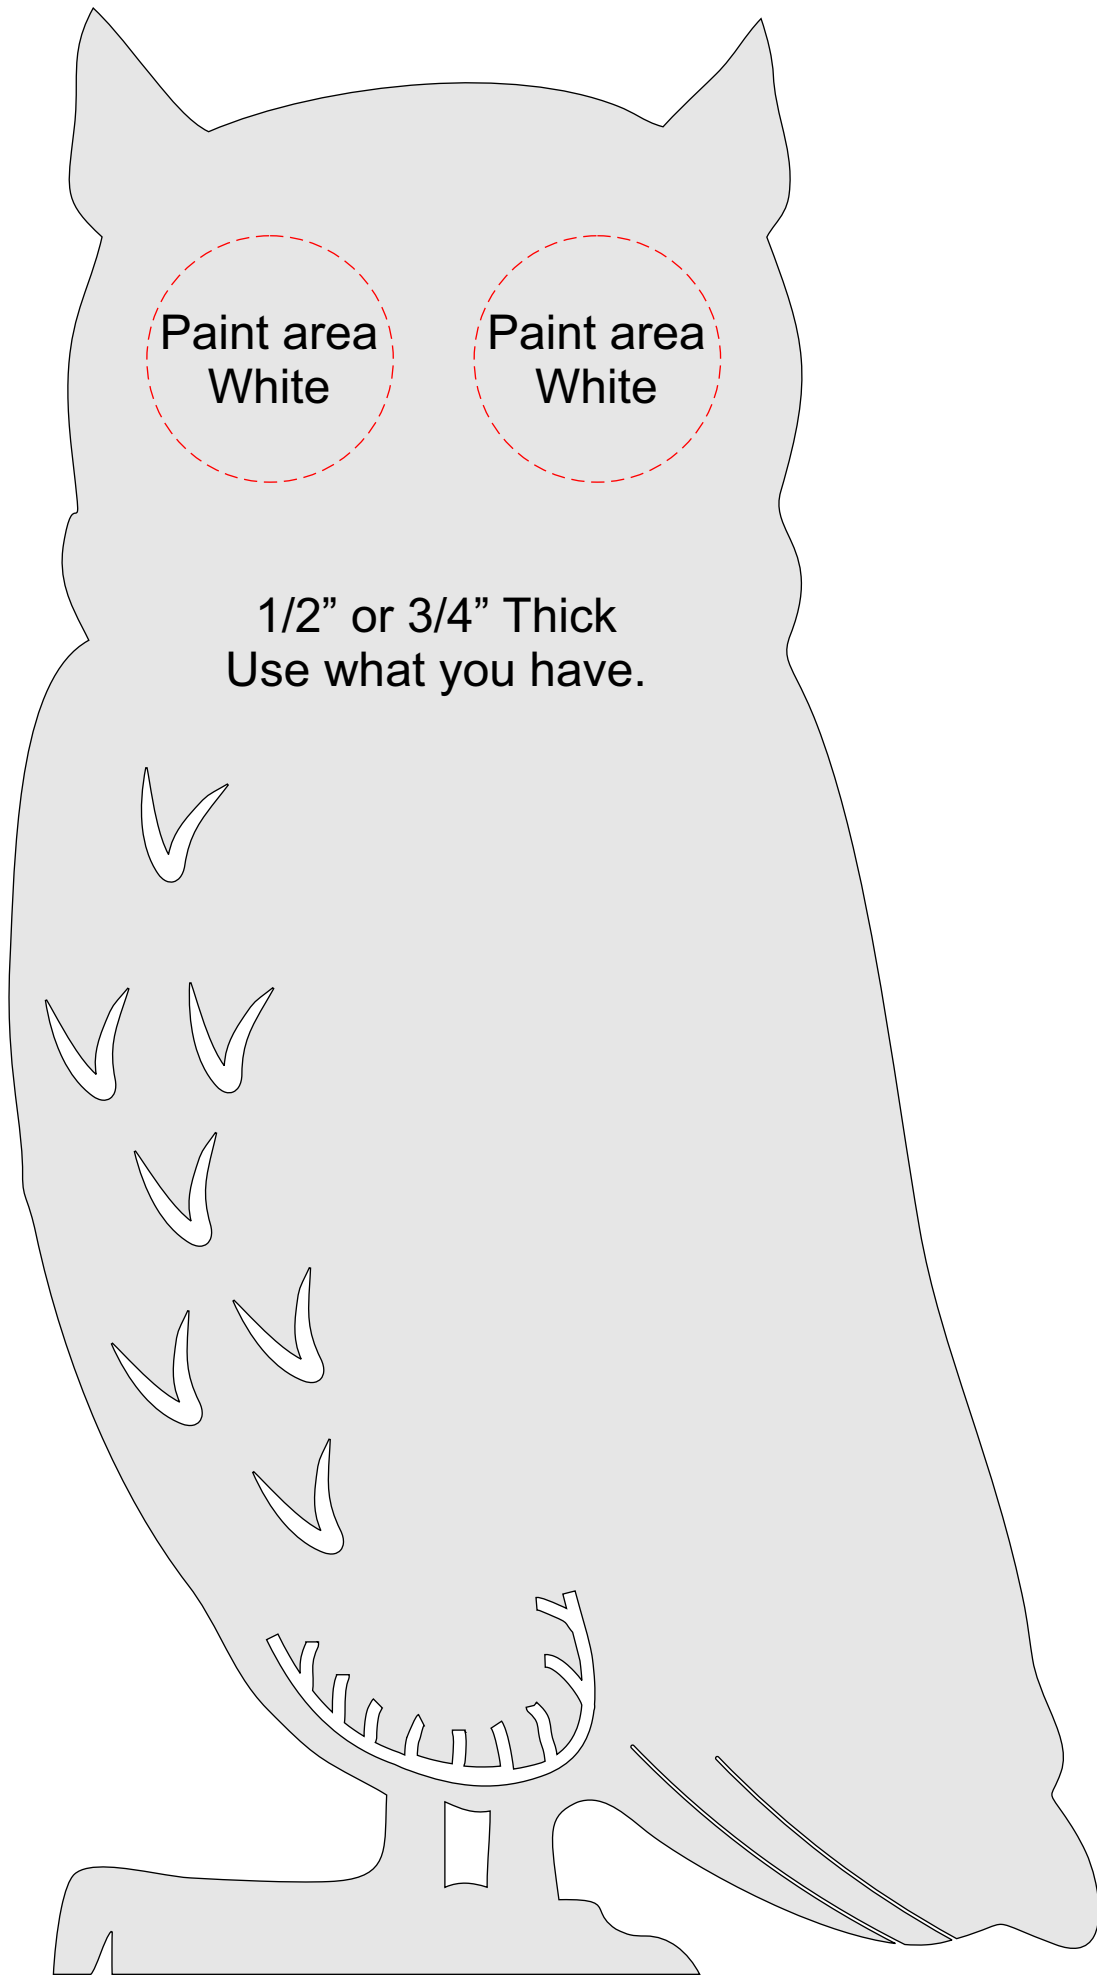 Paint area
White
Paint area
White
1/2” or 3/4” Thick
Use what you have.